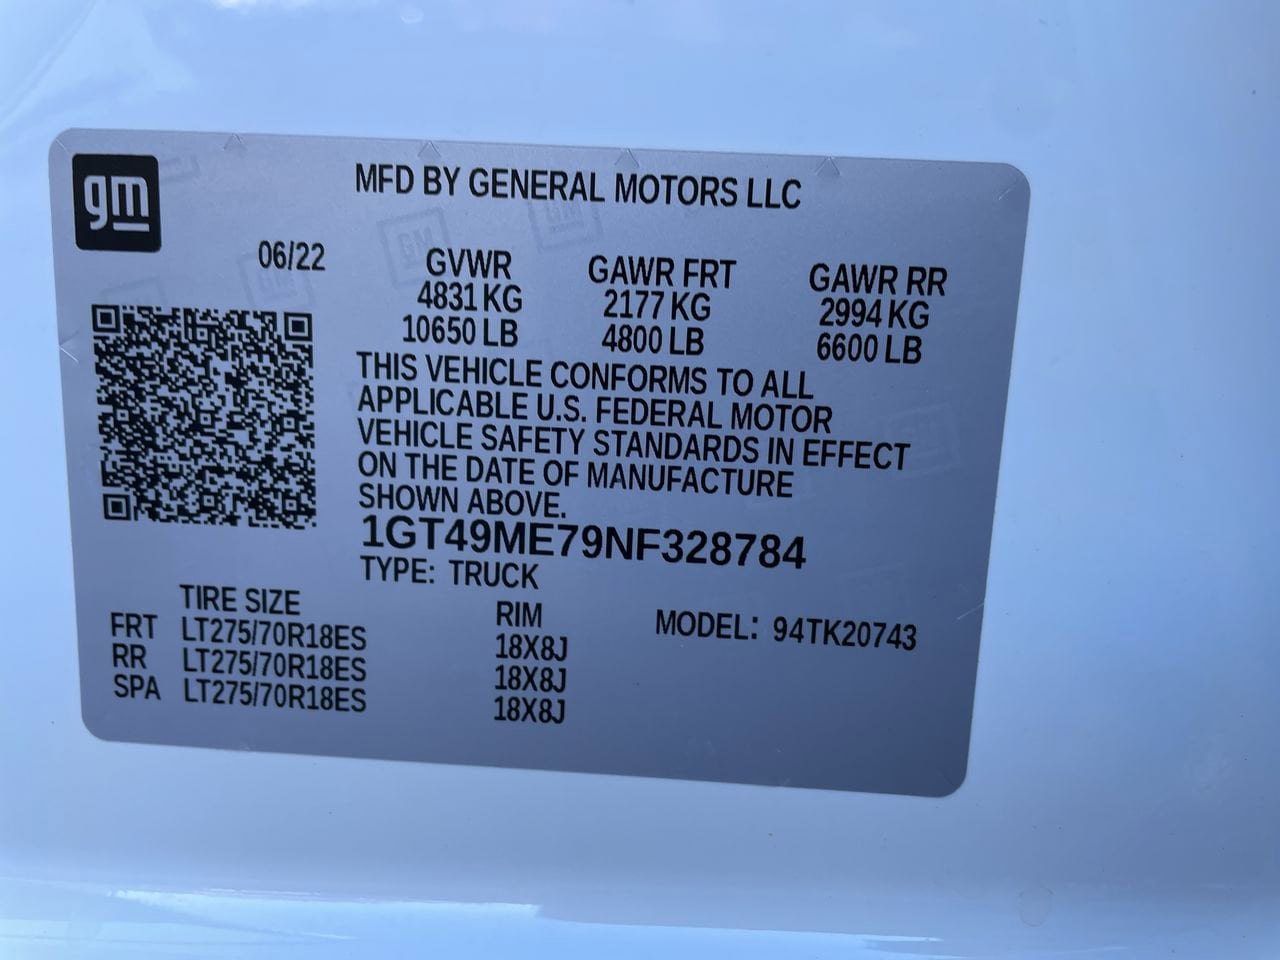 gm
MFD BY GENERAL MOTORS LLC
06/22 GVWR GAWR FRT GAWR RR
4831 KG 2177 KG 2994 KG
10650 LB 4800 LB 6600 LB
THIS VEHICLE CONFORMS TO ALL
APPLICABLE U.S. FEDERAL MOTOR
VEHICLE SAFETY STANDARDS IN EFFECT
ON THE DATE OF MANUFACTURE
SHOWN ABOVE.
1GT49ME79NF328784
TYPE: TRUCK
TIRE SIZE RIM MODEL: 94TK20743
FRT LT275/70R18ES 18X8J
RR LT275/70R18ES 18X8J
SPA LT275/70R18ES 18X8J